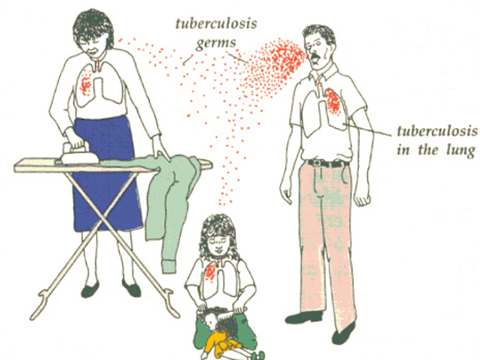 tuberculosis
germs
tuberculosis
in the lung